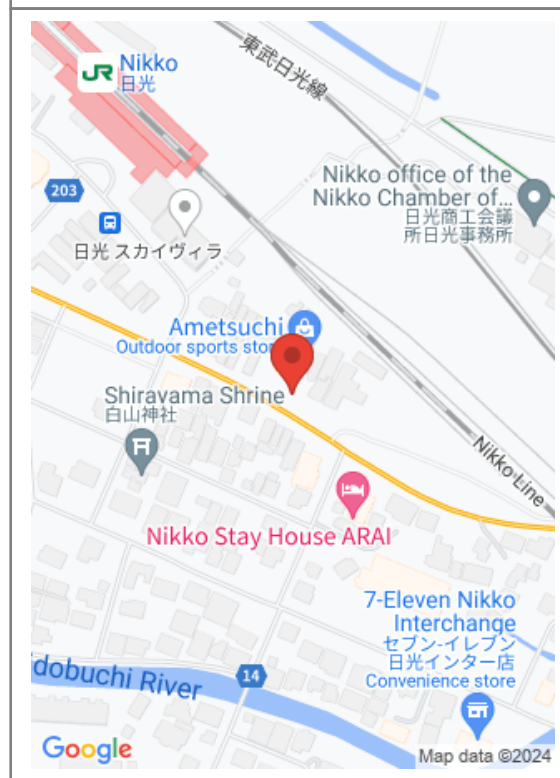 JR
Nikko
日光
東武日光線
Nikko office of the
Nikko Chamber of...
日光商工会議
所日光事務所
203
日光 スカイヴィラ
Ametsuchi
Outdoor sports stor
Shirayama Shrine
白山神社
Nikko Line
Nikko Stay House ARAI
7-Eleven Nikko
Interchange
セブン-イレブン
日光インター店
Convenience store
14
idobuchi River
Google
Map data ©2024